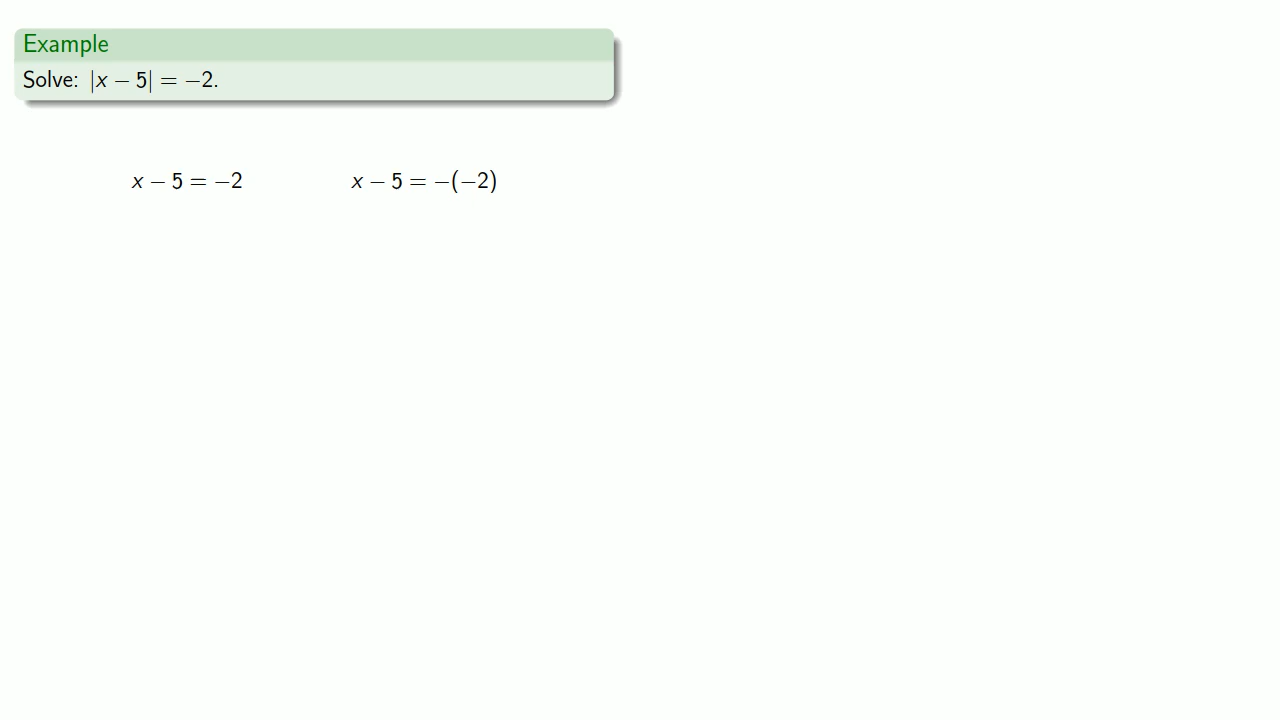 Example
Solve: |x − 5| = −2.
x − 5 = −2 x − 5 = −(−2)